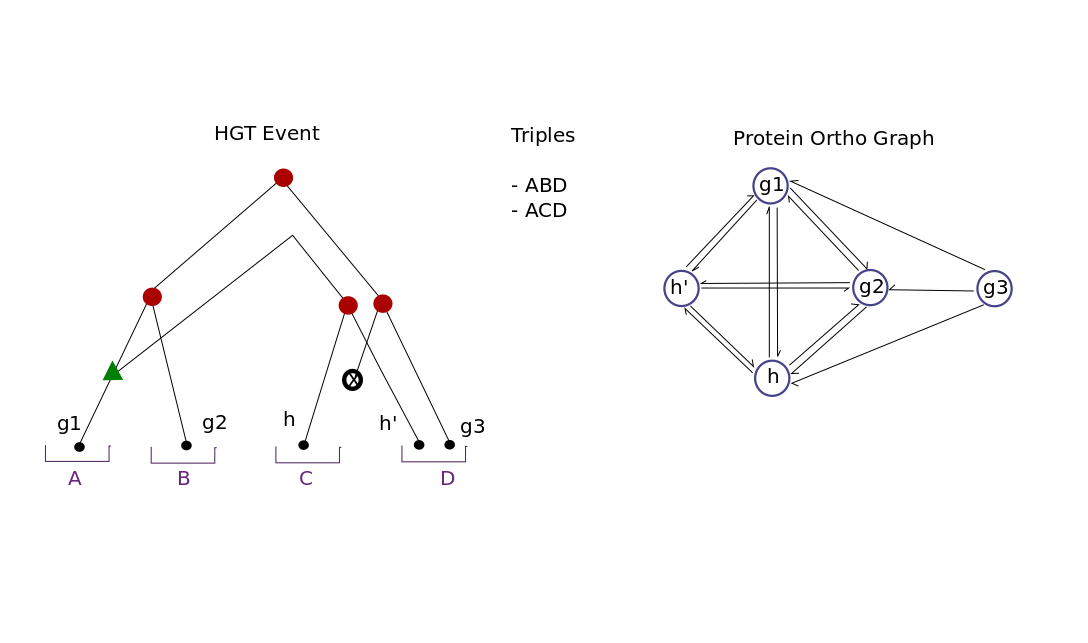 HGT Event
g1
g2
h
h'
g3
A
B
C
D
Triples
- ABD
- ACD
Protein Ortho Graph
g1
h'
g2
g3
h